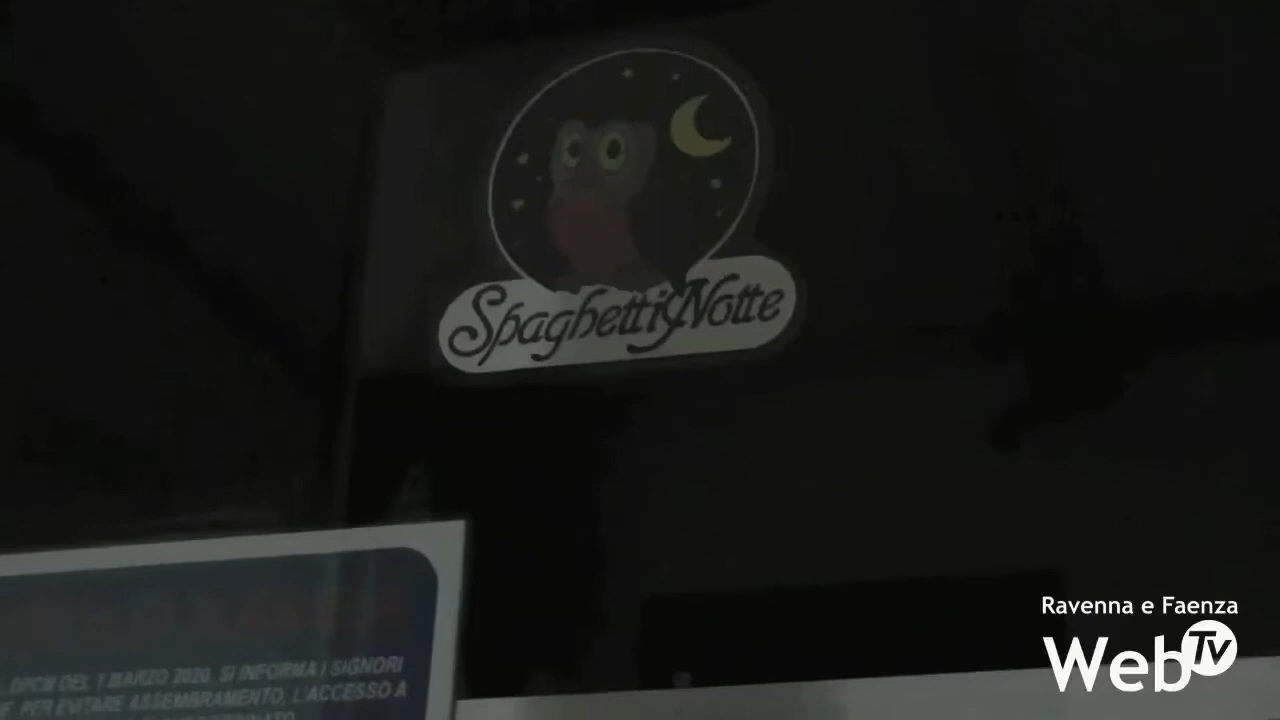 SpaghettiNotte
DPCM DEL 1 MARZO 2020, SI INFORMA I SIGNORI
PER EVITARE ASSEMBRAMENTO, L'ACCESSO A
Ravenna e Faenza
Web Tv